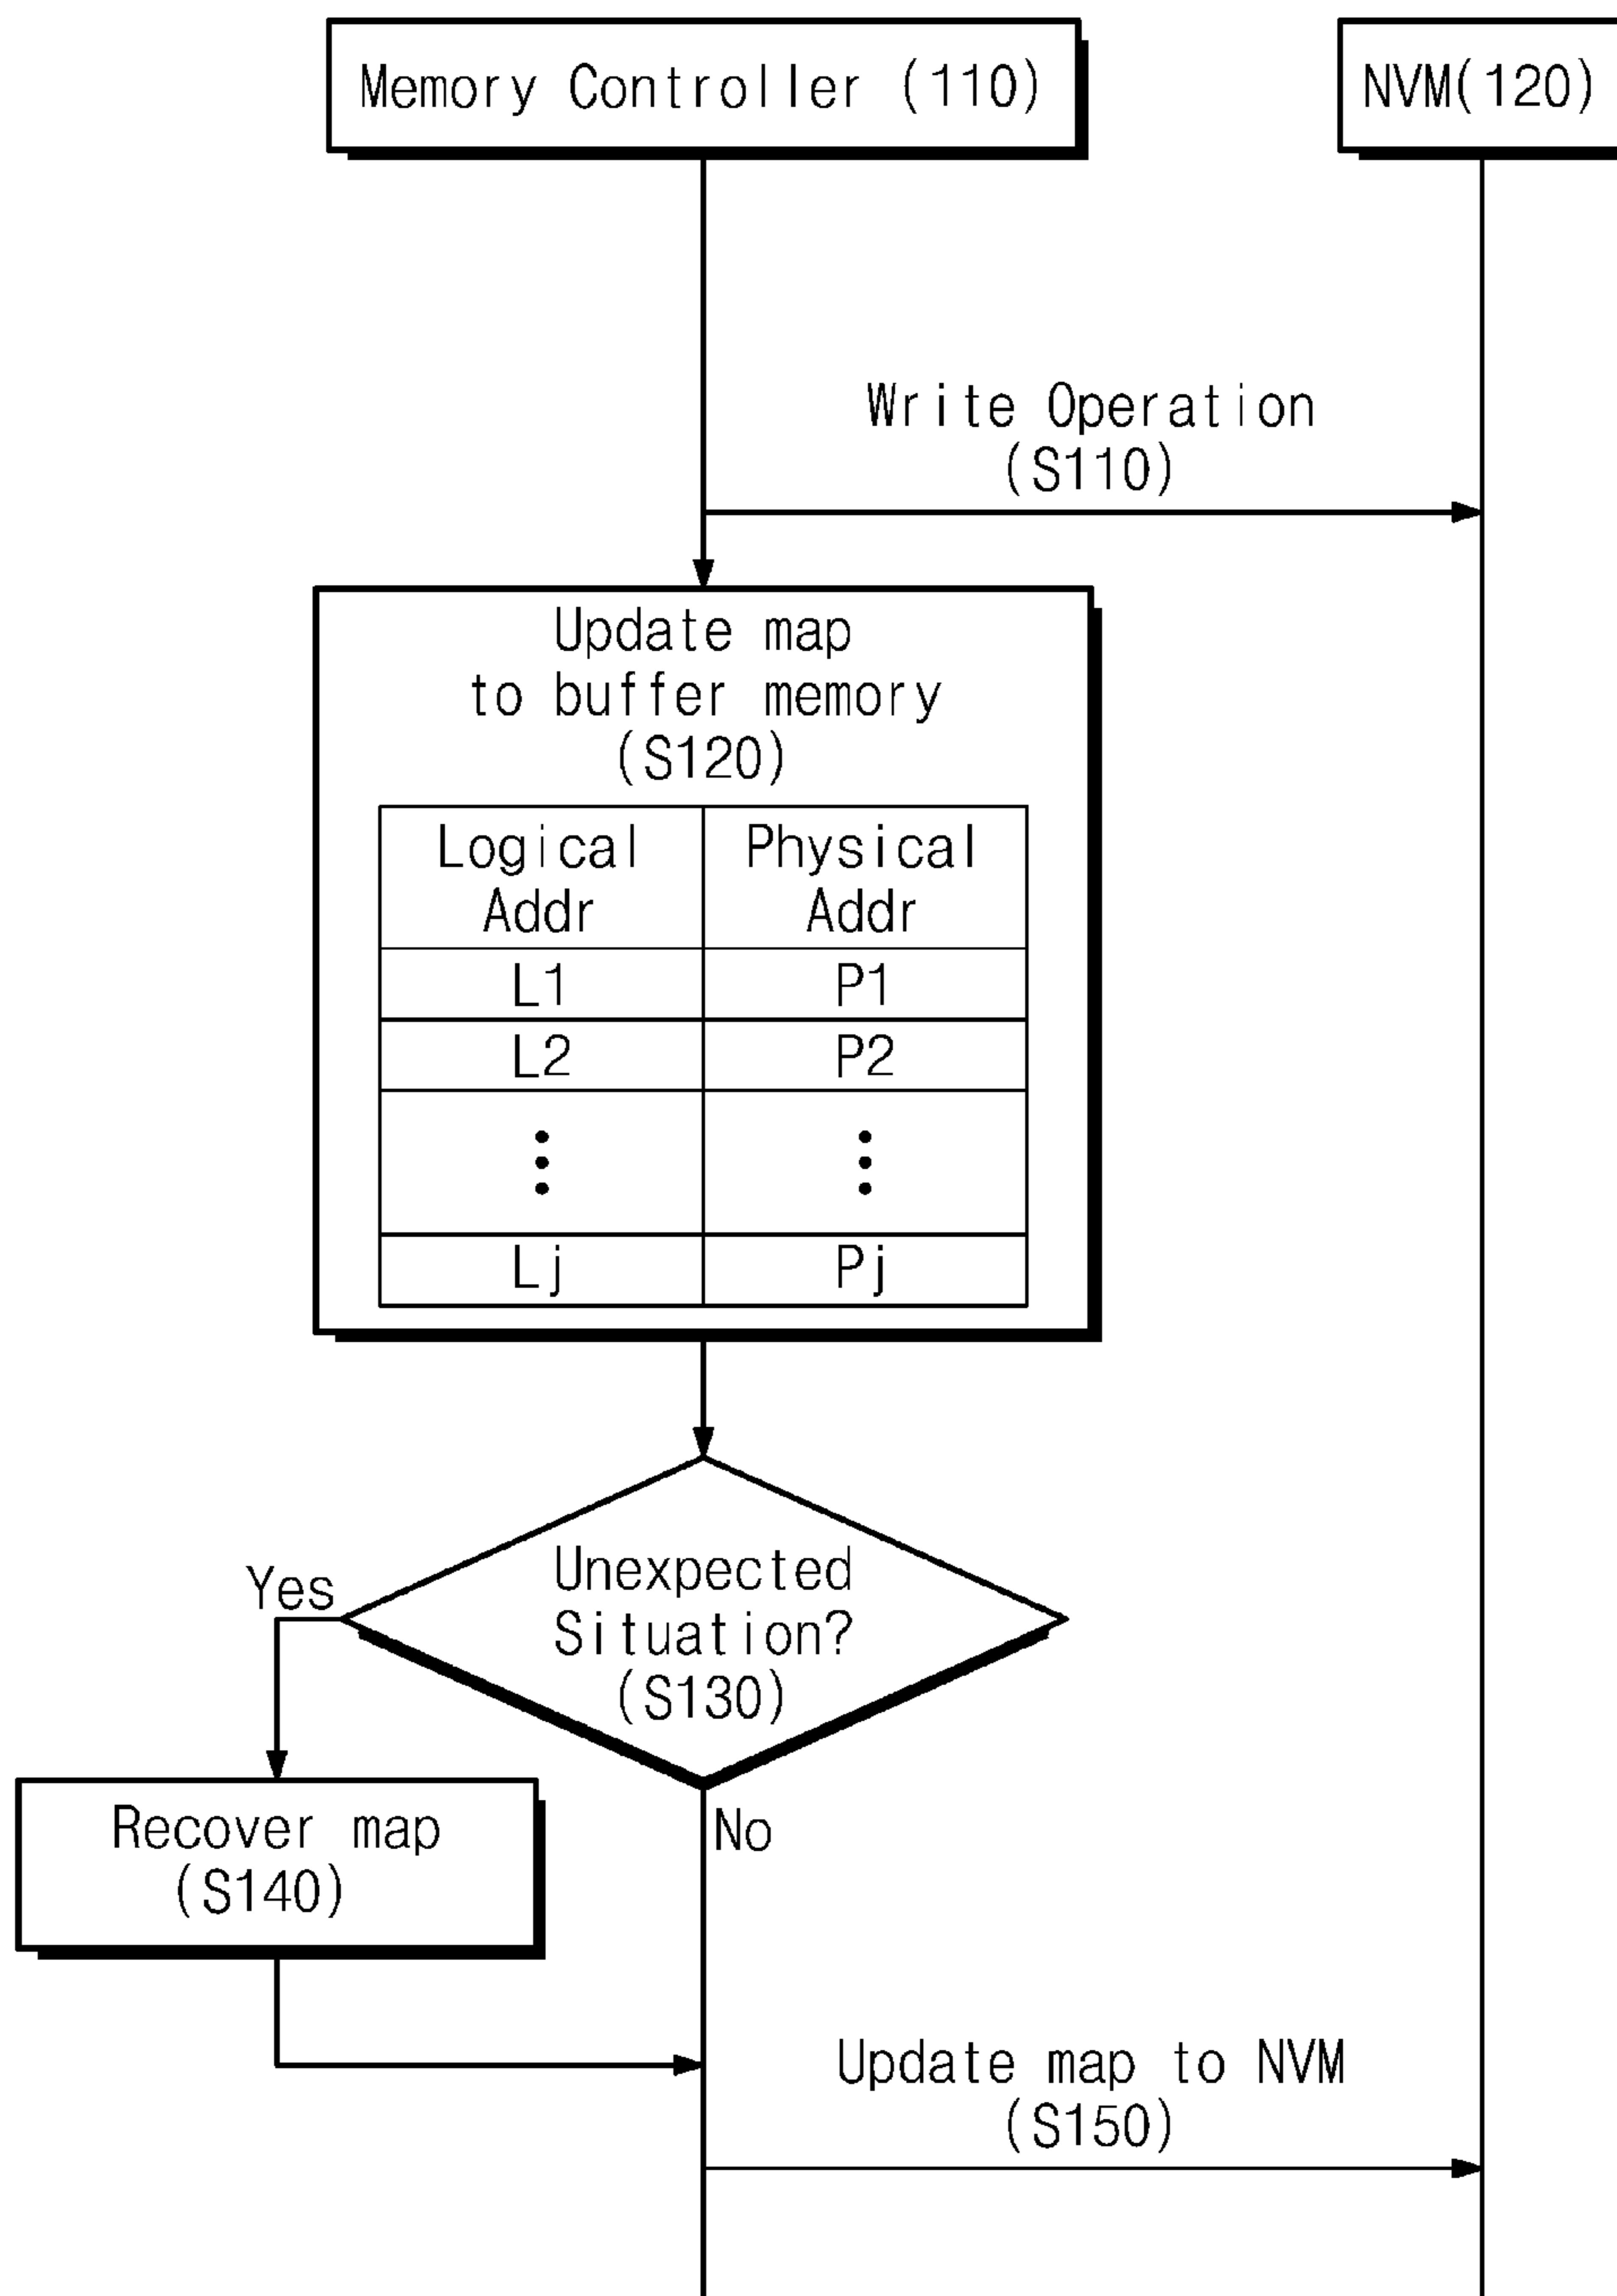 Memory Controller (110)
NVM(120)
Write Operation
(S110)
Update map
to buffer memory
(S120)
Logical
Addr
Physical
Addr
L1
P1
L2
P2
Lj
Pj
Unexpected
Situation?
(S130)
Yes
No
Recover map
(S140)
Update map to NVM
(S150)